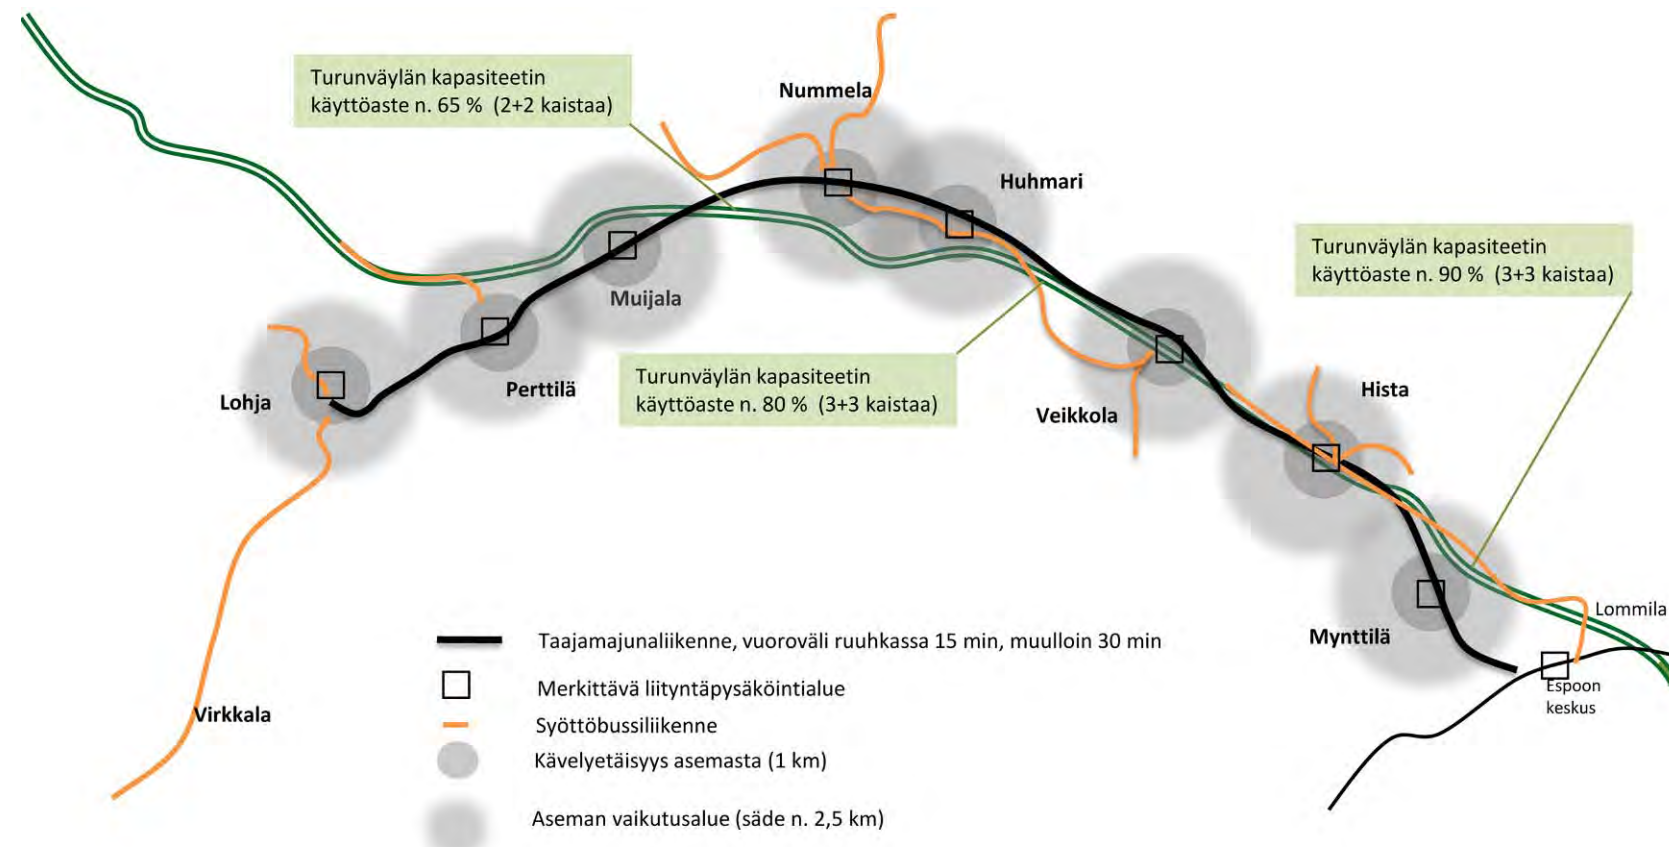 Turunväylän kapasiteetin
käyttöaste n. 65 % (2+2 kaistaa)
Nummela
Huhmari
Turunväylän kapasiteetin
käyttöaste n. 90 % (3+3 kaistaa)
Muijala
Turunväylän kapasiteetin
käyttöaste n. 80 % (3+3 kaistaa)
Lohja
Perttilä
Veikkola
Hista
Lommila
Mynttilä
Espoon
keskus
Virkkala
Taajamajunaliikenne, vuoroväli ruuhkassa 15 min, muulloin 30 min
Merkittävä liityntäpysäköintialue
Syöttöbussiliikenne
Kävelyetäisyys asemasta (1 km)
Aseman vaikutusalue (säde n. 2,5 km)